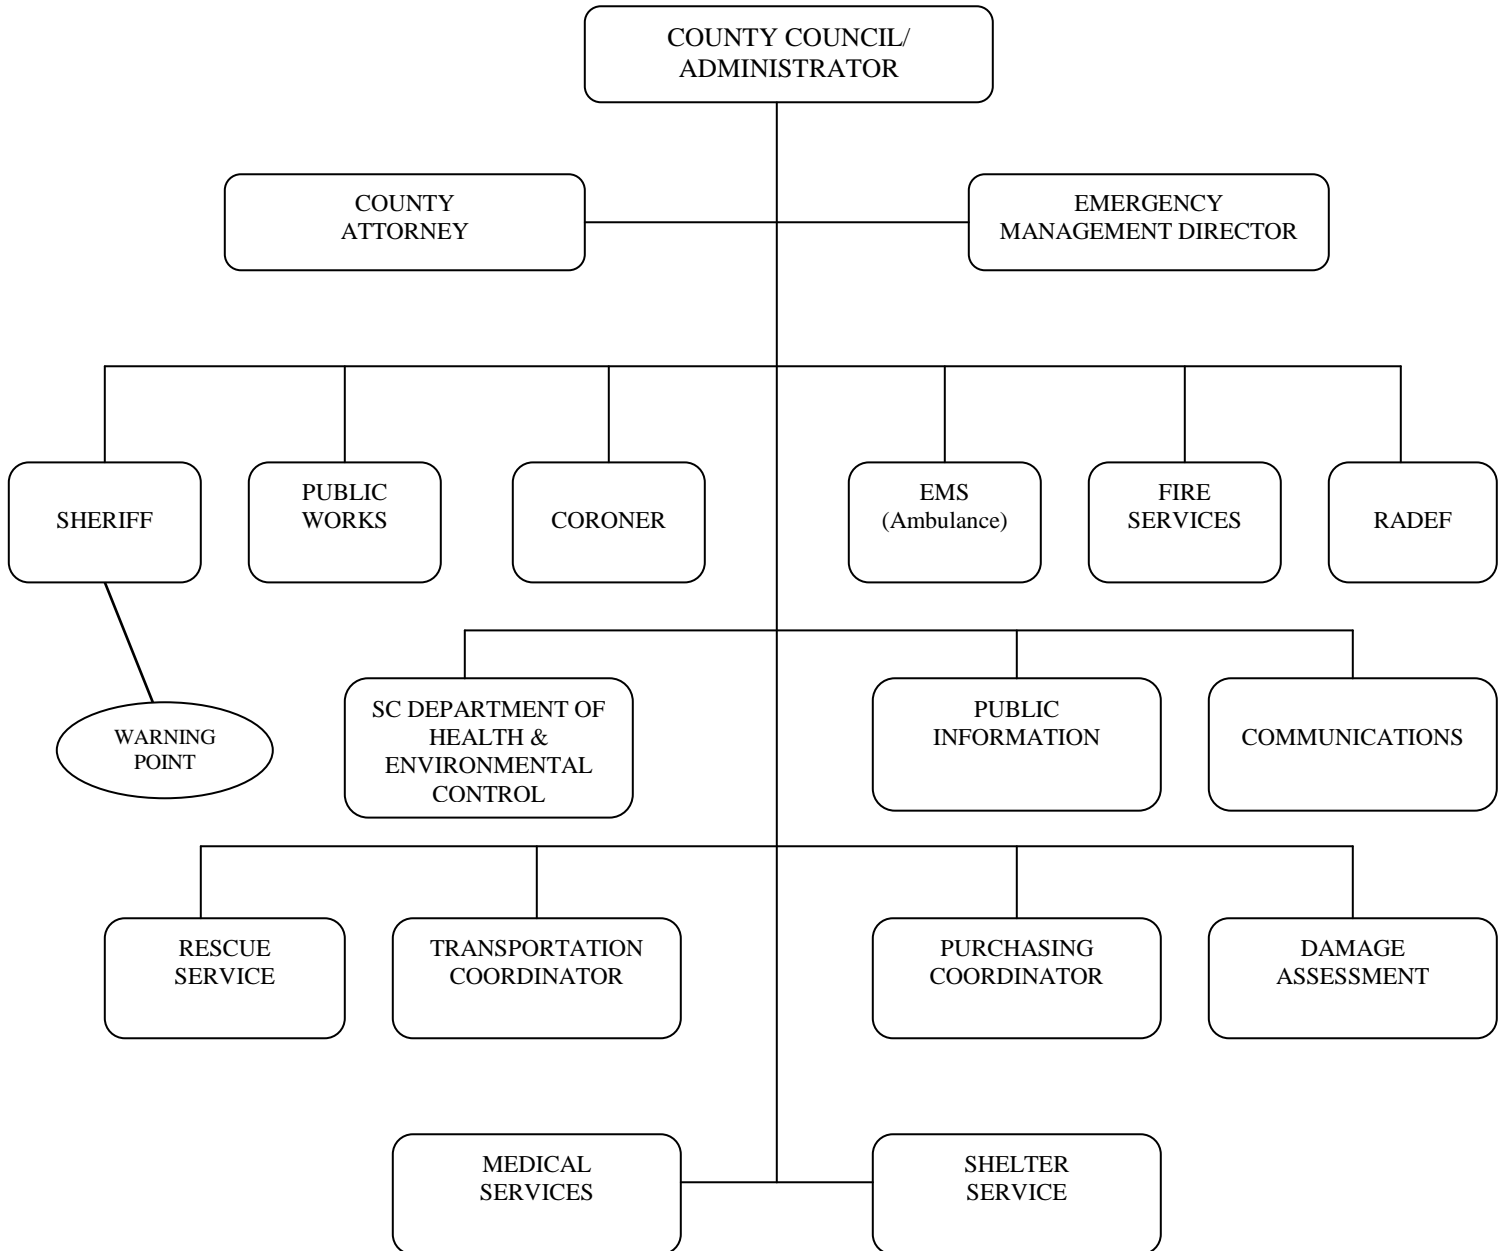 COUNTY COUNCIL/
ADMINISTRATOR
COUNTY
ATTORNEY
EMERGENCY
MANAGEMENT DIRECTOR
SHERIFF
PUBLIC
WORKS
CORONER
EMS
(Ambulance)
FIRE
SERVICES
RADEF
WARNING
POINT
SC DEPARTMENT OF
HEALTH &
ENVIRONMENTAL
CONTROL
PUBLIC
INFORMATION
COMMUNICATIONS
RESCUE
SERVICE
TRANSPORTATION
COORDINATOR
PURCHASING
COORDINATOR
DAMAGE
ASSESSMENT
MEDICAL
SERVICES
SHELTER
SERVICE